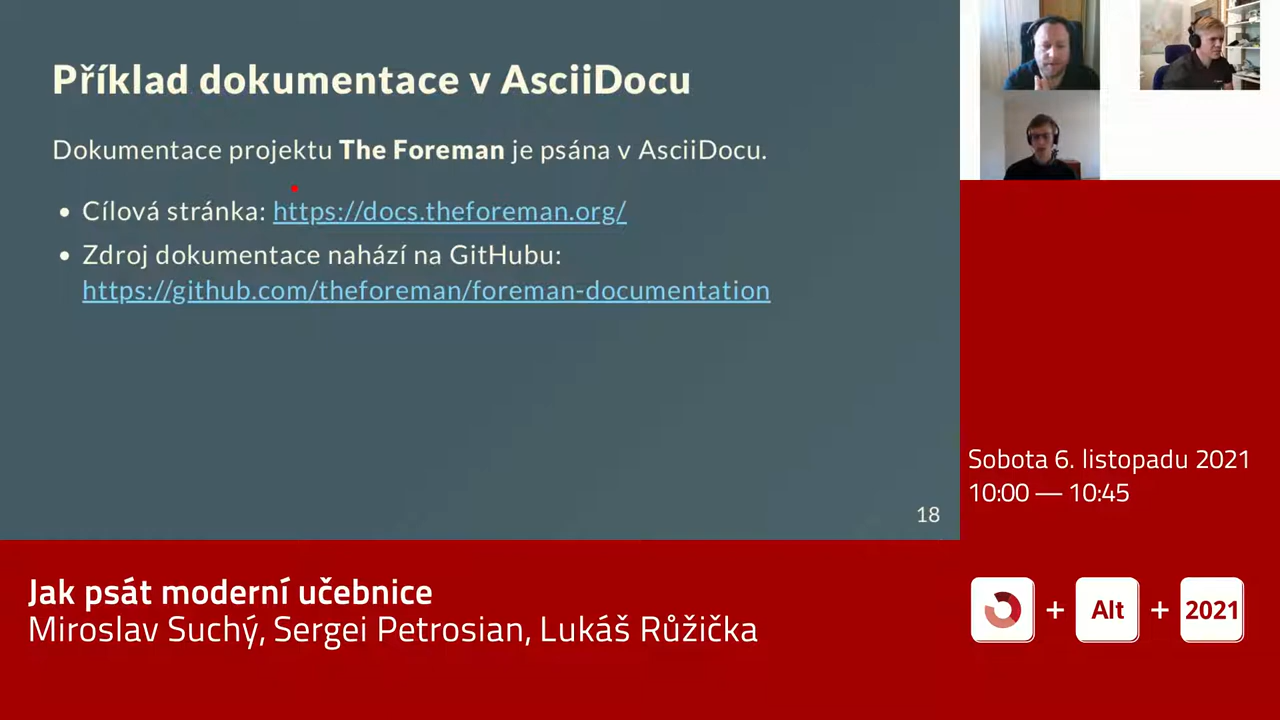 Příklad dokumentace v AsciiDocu
Dokumentace projektu The Foreman je psána v AsciiDocu.
• Cílová stránka: https://docs.theforeman.org/
• Zdroj dokumentace nahází na GitHubu:
https://github.com/theforeman/foreman-documentation
18
Sobota 6. listopadu 2021
10:00 — 10:45
Jak psát moderní učebnice
Miroslav Suchý, Sergei Petrosian, Lukáš Růžička
+ Alt + 2021